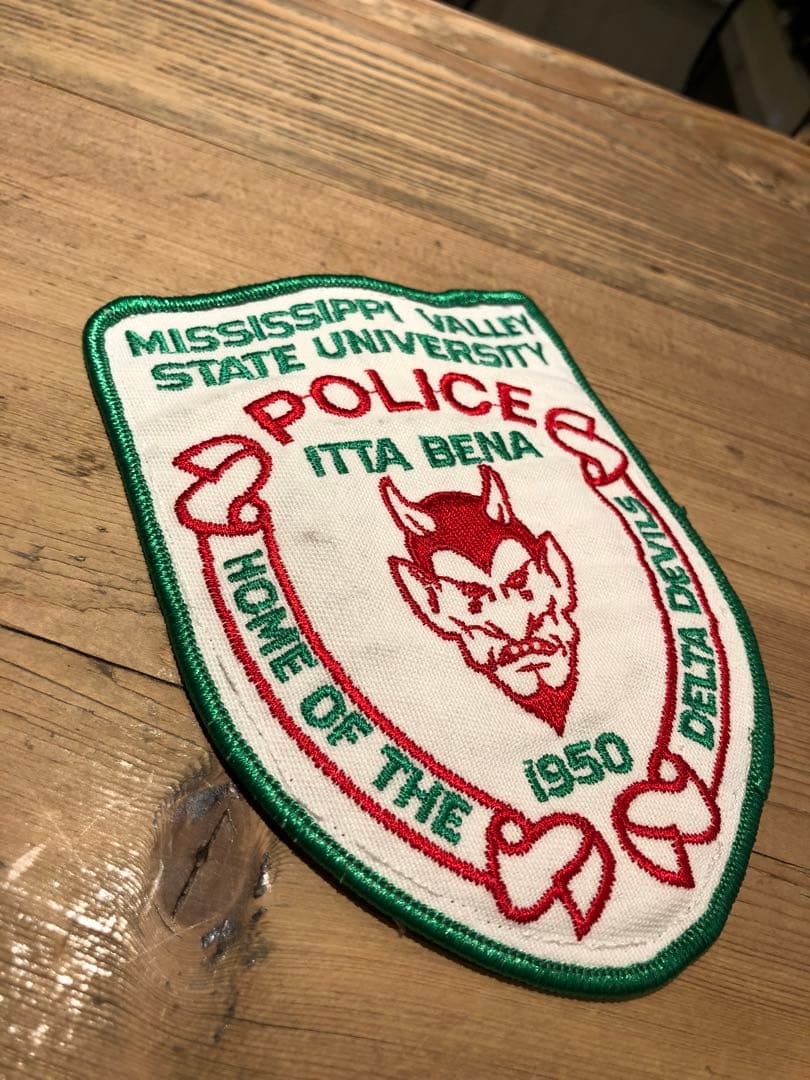 MISSISSIPPI VALLEY
STATE UNIVERSITY
POLICE
ITTA BENA
HOME OF THE
DELTA DEVILS
1950